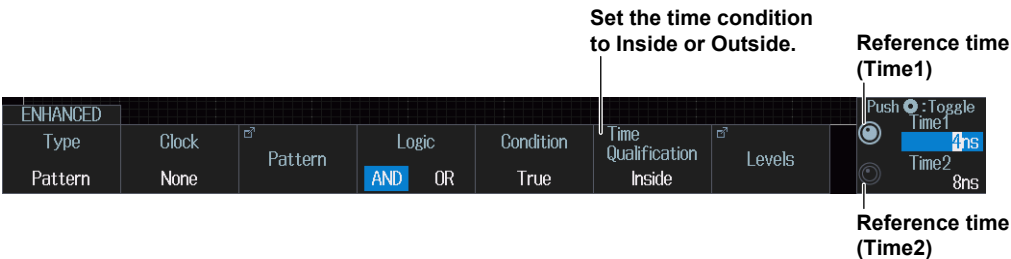 Set the time condition
to Inside or Outside.
Reference time
(Time1)
ENHANCED
Type
Pattern
Clock
None
Pattern
Logic
AND OR
Condition
True
Time
Qualification
Inside
Levels
Push :Toggle
Time1
4ns
Time2
8ns
Reference time
(Time2)